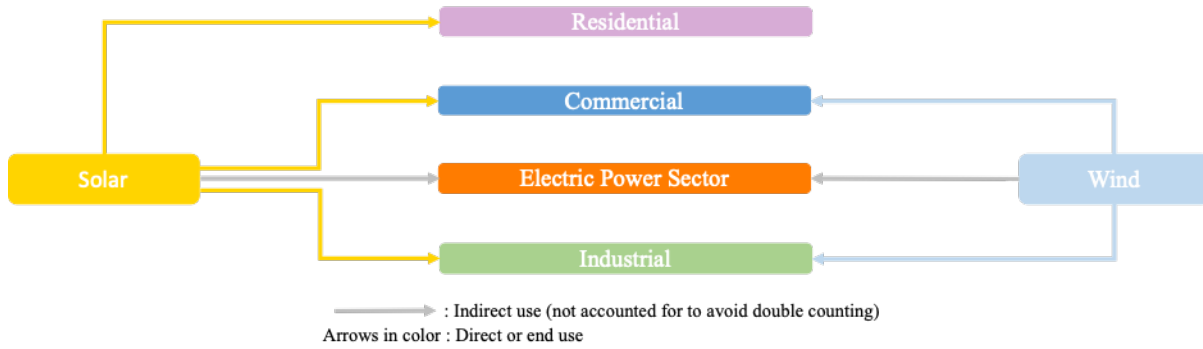 Residential
Commercial
Solar
Electric Power Sector
Wind
Industrial
: Indirect use (not accounted for to avoid double counting)
Arrows in color : Direct or end use